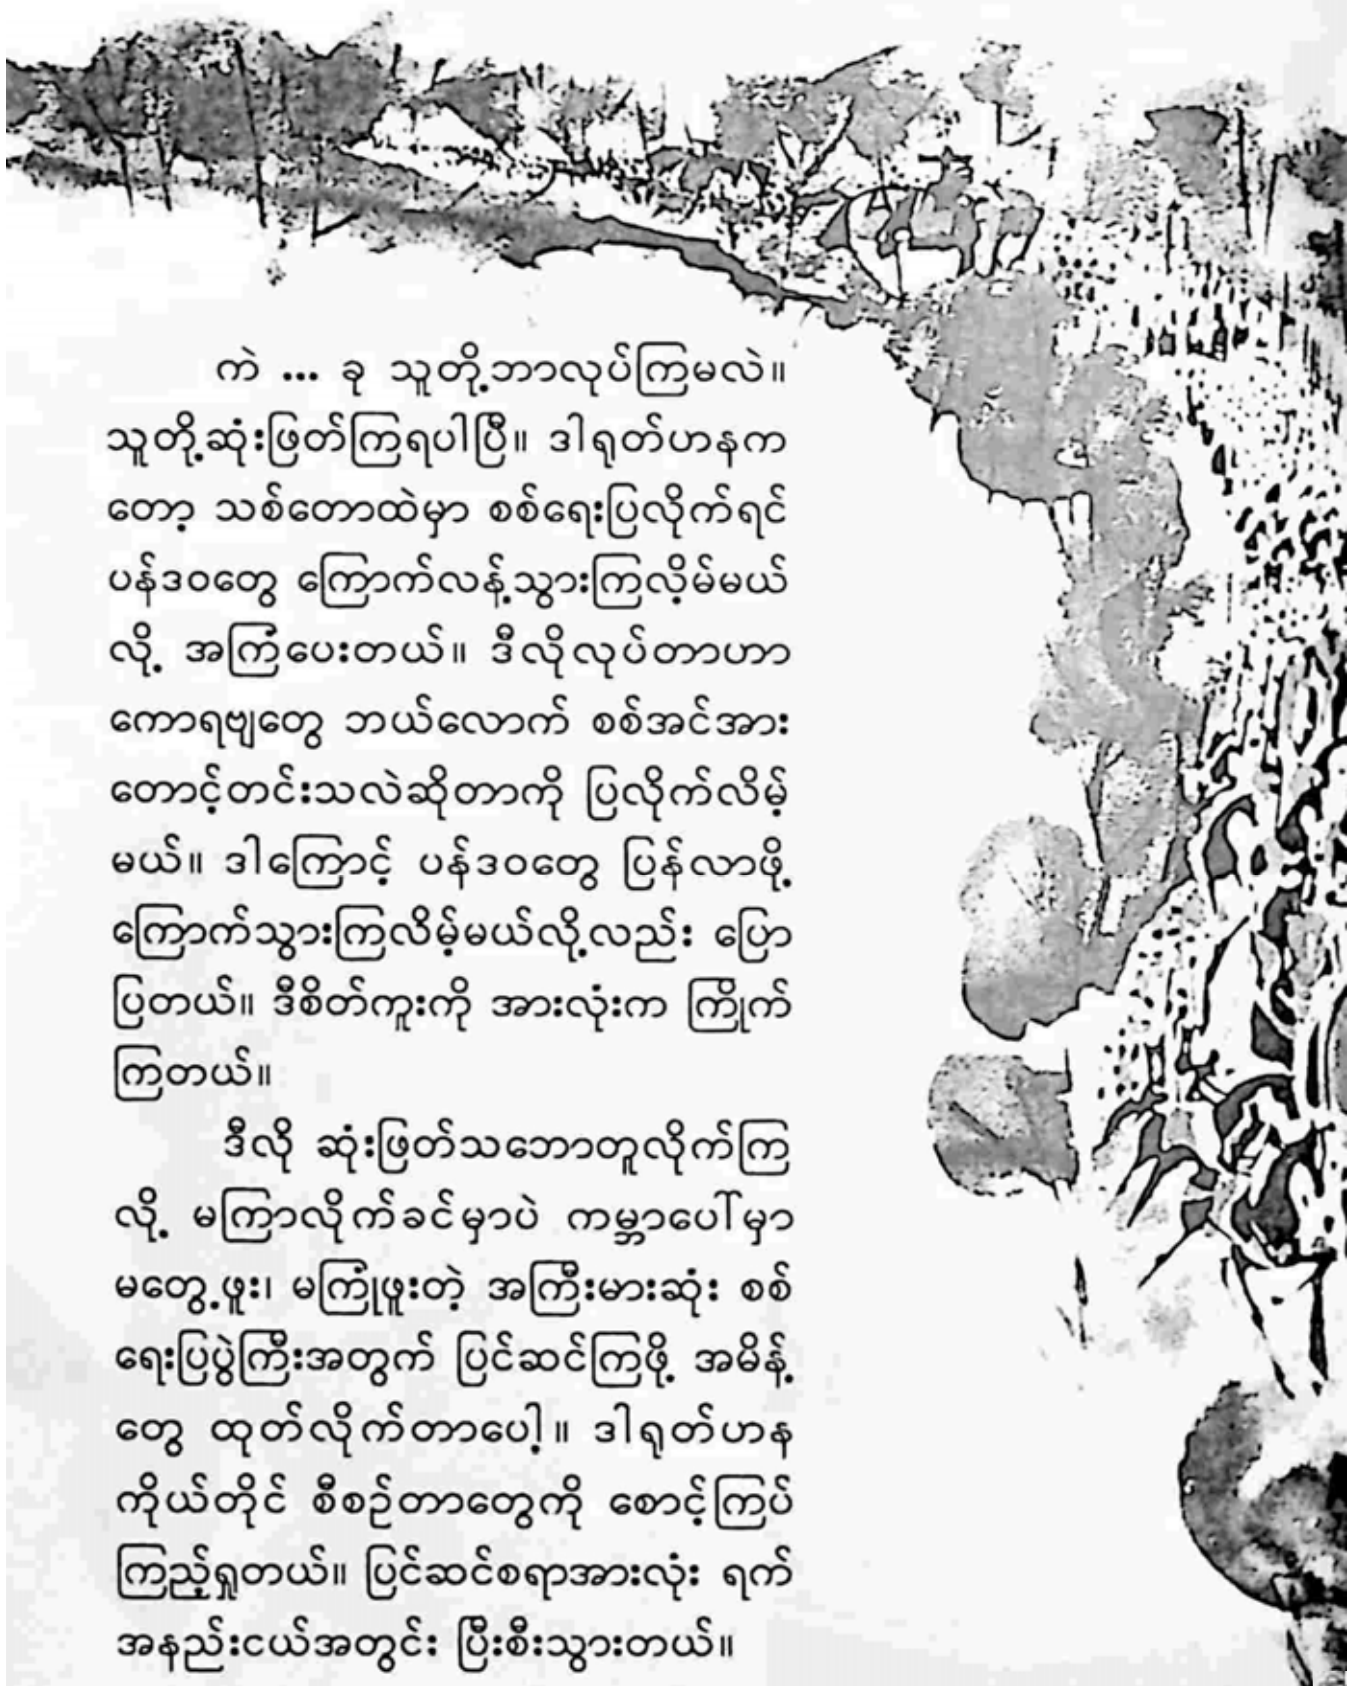 ကဲ ... ခု သူတို့ဘာလုပ်ကြမလဲ။
သူတို့ဆုံးဖြတ်ကြရပါပြီ။ ဒါရုတ်ဟနက
တော့ သစ်တောထဲမှာ စစ်ရေးပြလိုက်ရင်
ပန်ဒဝတွေ ကြောက်လန့်သွားကြလိမ့်မယ်
လို့ အကြံပေးတယ်။ ဒီလိုလုပ်တာဟာ
ကောရဗျတွေ ဘယ်လောက် စစ်အင်အား
တောင့်တင်းသလဲဆိုတာကို ပြလိုက်လိမ့်
မယ်။ ဒါကြောင့် ပန်ဒဝတွေ ပြန်လာဖို့
ကြောက်သွားကြလိမ့်မယ်လို့လည်း ပြော
ပြတယ်။ ဒီစိတ်ကူးကို အားလုံးက ကြိုက်
ကြတယ်။
ဒီလို ဆုံးဖြတ်သဘောတူလိုက်ကြ
လို့ မကြာလိုက်ခင်မှာပဲ ကမ္ဘာပေါ်မှာ
မတွေ့ဖူး၊ မကြုံဖူးတဲ့ အကြီးမားဆုံး စစ်
ရေးပြပွဲကြီးအတွက် ပြင်ဆင်ကြဖို့ အမိန့်
တွေ ထုတ်လိုက်တာပေါ့။ ဒါရုတ်ဟန
ကိုယ်တိုင် စီစဉ်တာတွေကို စောင့်ကြပ်
ကြည့်ရှုတယ်။ ပြင်ဆင်စရာအားလုံး ရက်
အနည်းငယ်အတွင်း ပြီးစီးသွားတယ်။